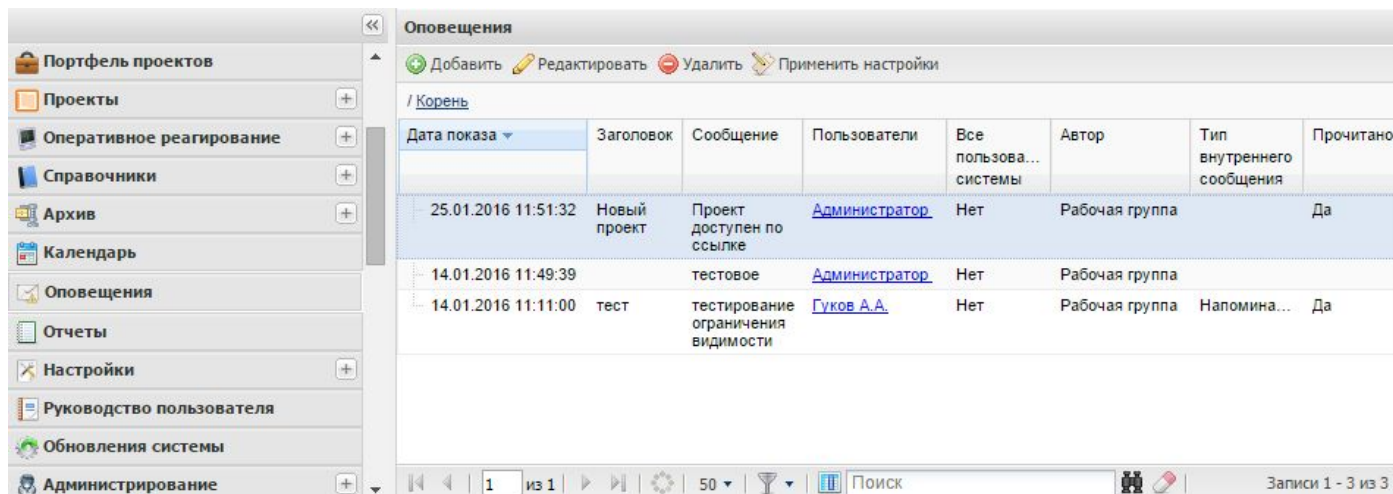 Портфель проектов
Проекты
Оперативное реагирование
Справочники
Архив
Календарь
Оповещения
Отчеты
Настройки
Руководство пользователя
Обновления системы
Администрирование
Оповещения
Добавить Редактировать Удалить Применить настройки
/ Корень
Дата показа Заголовок Сообщение Пользователи Все Автор Тип Прочитано
пользова... внутреннего
системы сообщения
25.01.2016 11:51:32 Новый Проект Администратор Нет Рабочая группа Да
проект доступен по
ссылке
14.01.2016 11:49:39 тестовое Администратор Нет Рабочая группа
14.01.2016 11:11:00 тест тестирование Гуков А.А. Нет Рабочая группа Напомина... Да
ограничения
видимости
1 из 1 50 Поиск Записи 1 - 3 из 3